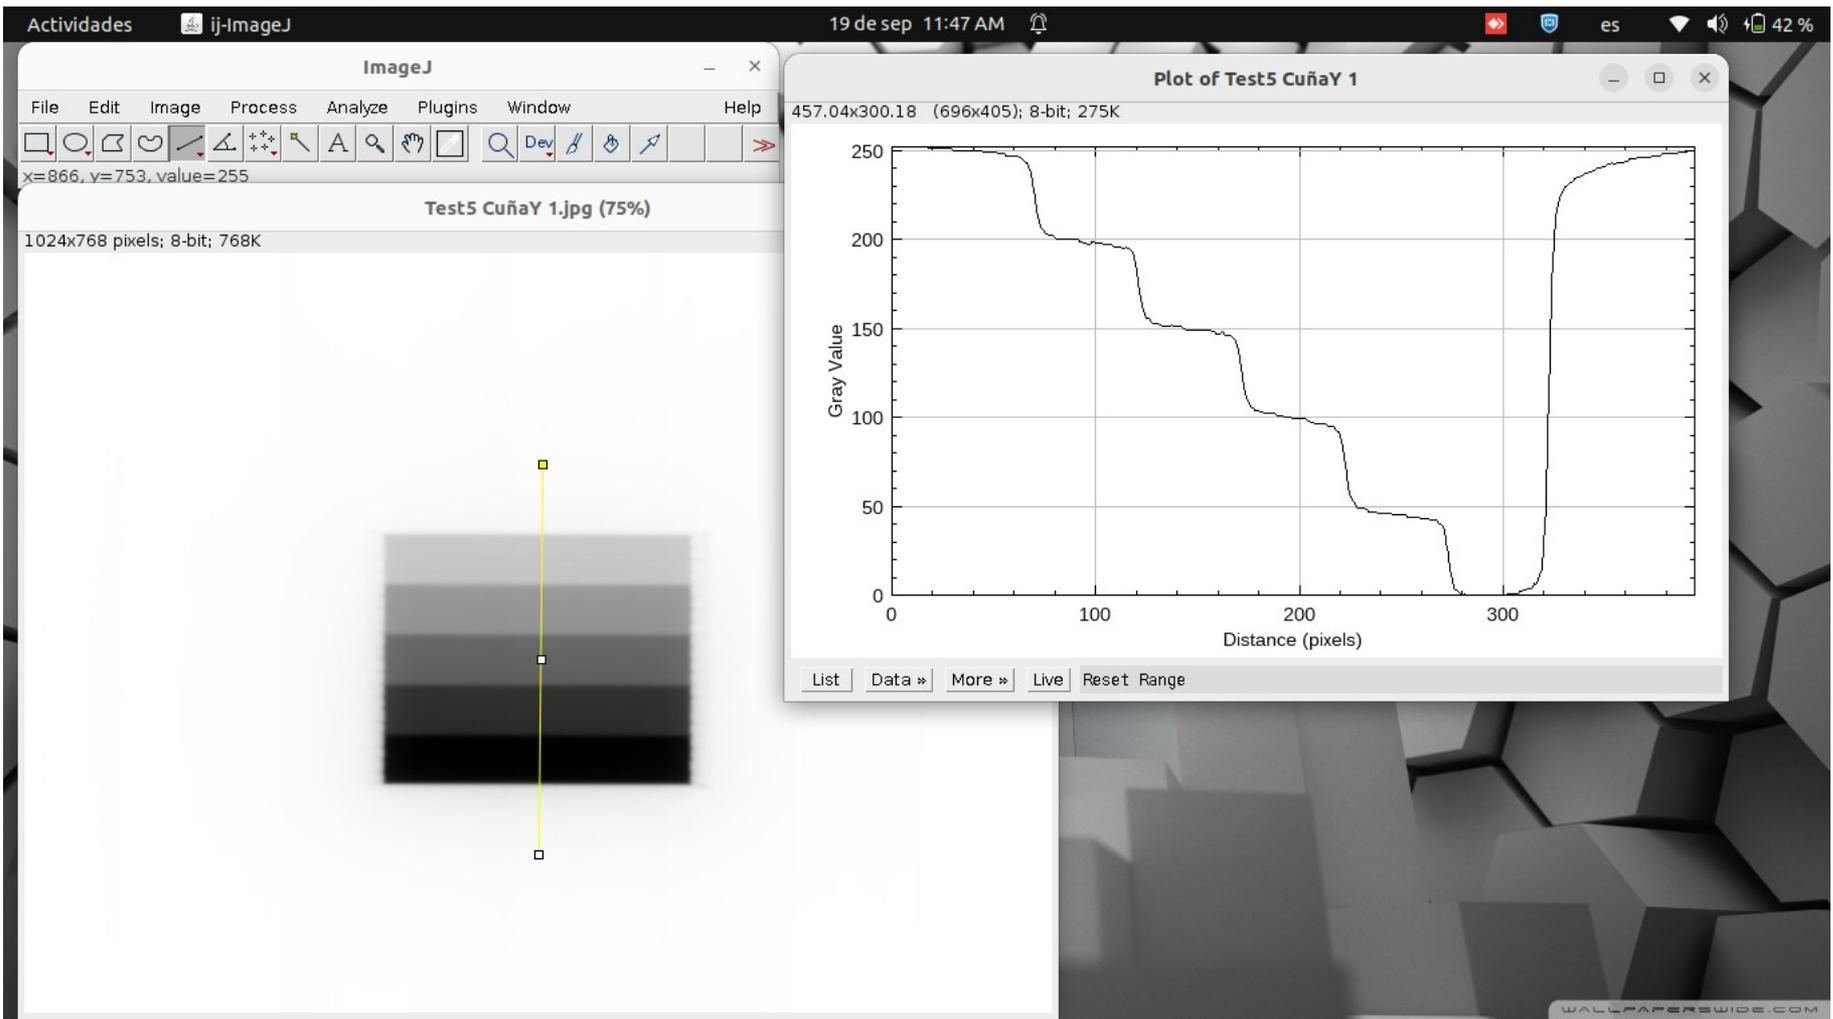 Actividades ij-ImageJ 19 de sep 11:47 AM es 42 %
ImageJ
File Edit Image Process Analyze Plugins Window Help
A Dev
x=866, y=753, value=255
Test5 CuñaY 1.jpg (75%)
1024x768 pixels; 8-bit; 768K
Plot of Test5 CuñaY 1
457.04x300.18 (696x405); 8-bit; 275K
250
200
150
100
50
0
Gray Value
0 100 200 300
Distance (pixels)
List Data » More » Live Reset Range
WALLPAPERSWIDE.COM